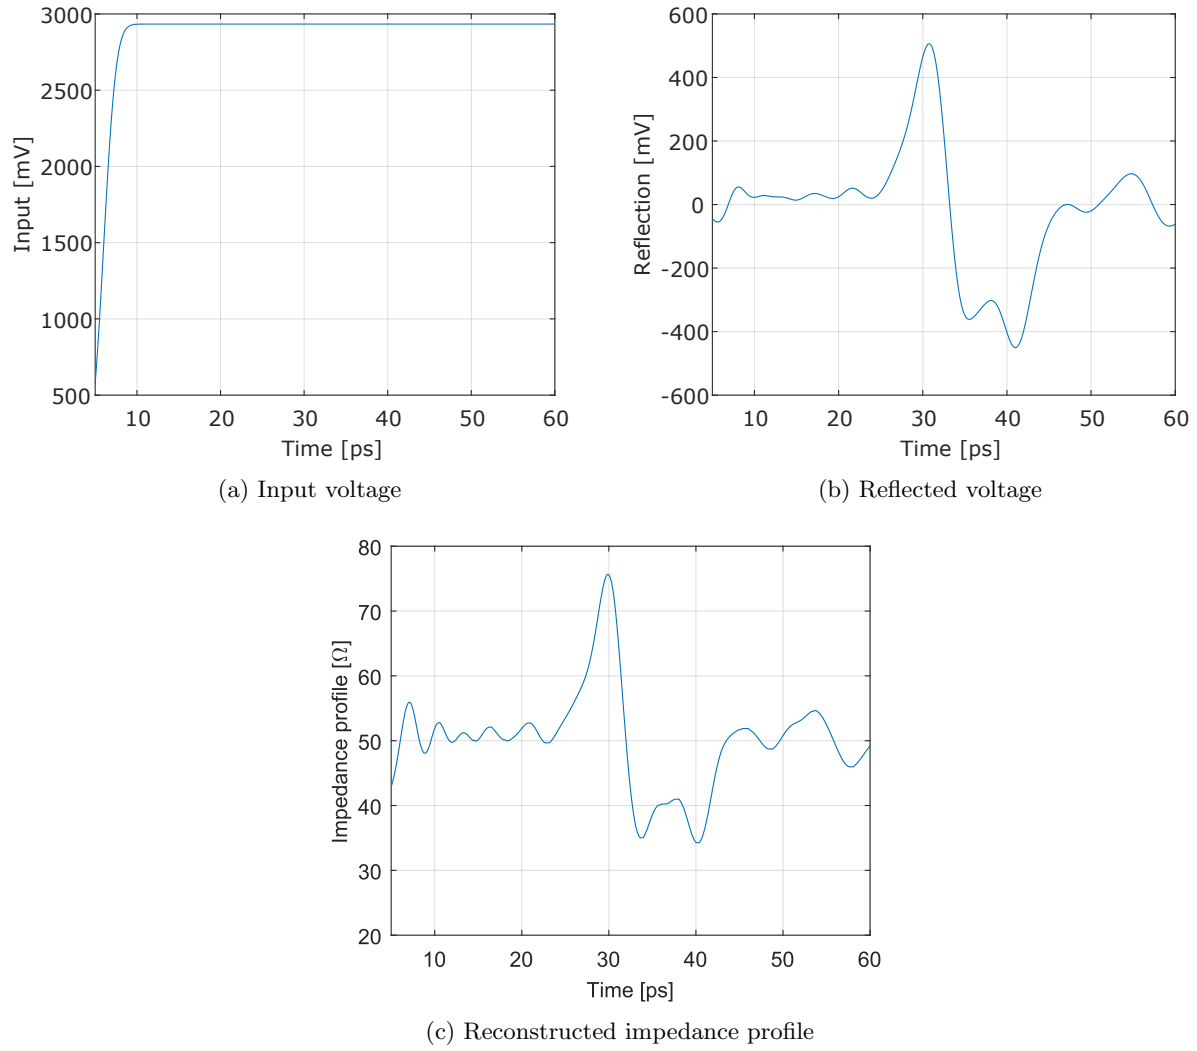 3000
2500
2000
1500
1000
500
Input [mV]
10 20 30 40 50 60
Time [ps]
(a) Input voltage
600
400
200
0
-200
-400
-600
Reflection [mV]
10 20 30 40 50 60
Time [ps]
(b) Reflected voltage
80
70
60
50
40
30
20
Impedance profile [Ω]
10 20 30 40 50 60
Time [ps]
(c) Reconstructed impedance profile